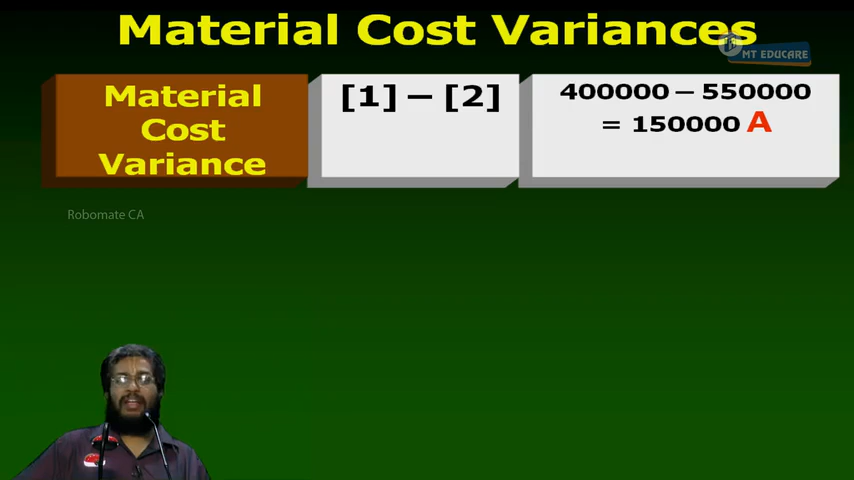 Material Cost Variances
MT EDUCARE
Material
Cost
Variance
[1] – [2]
400000 – 550000
= 150000 A
Robomate CA